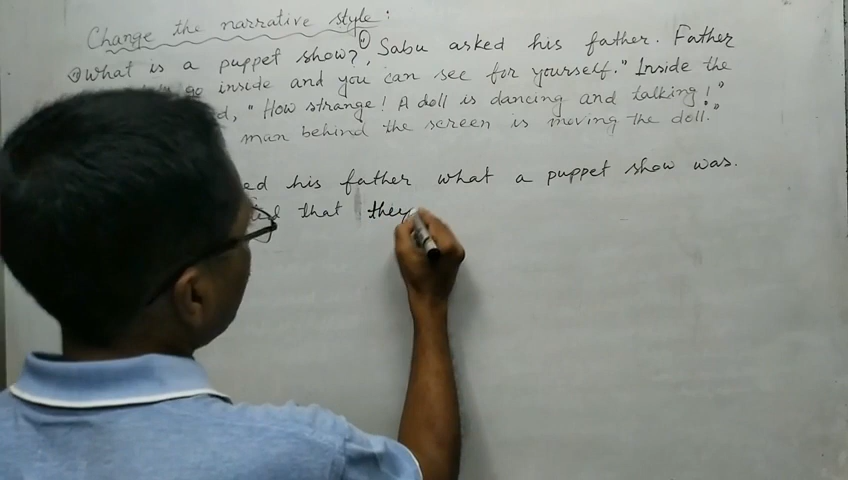 Change the narrative style:
"What is a puppet show?", Sabu asked his father. Father
go inside and you can see for yourself." Inside the
d, "How strange! A doll is dancing and talking!"
man behind the screen is moving the doll."
ed his father what a puppet show was.
that they